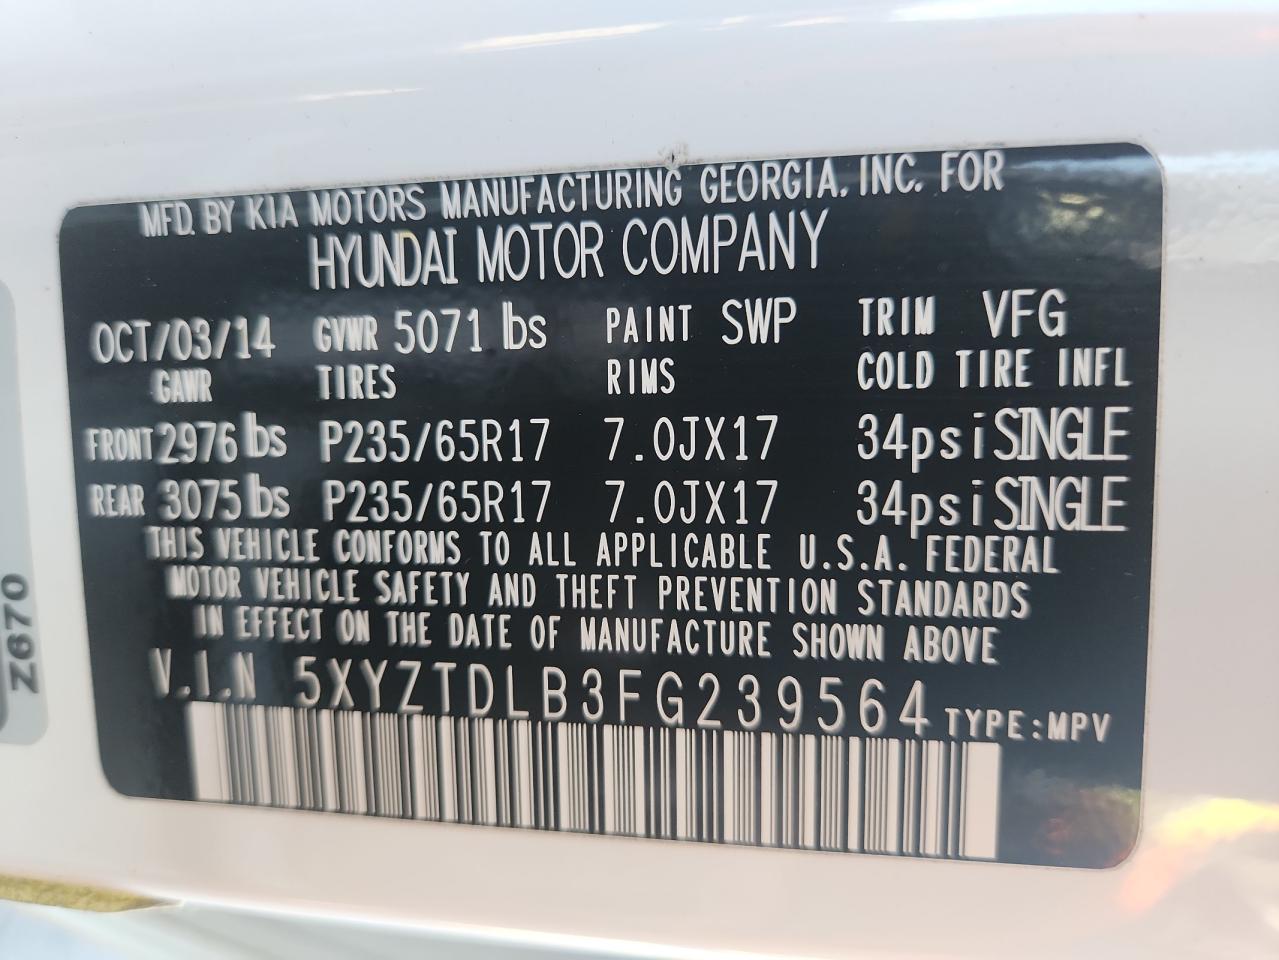 MFD. BY KIA MOTORS MANUFACTURING GEORGIA, INC. FOR
HYUNDAI MOTOR COMPANY
OCT/03/14 GVWR 5071 lbs PAINT SWP TRIM VFG
GAWR TIRES RIMS COLD TIRE INFL
FRONT 2976 lbs P235/65R17 7.0JX17 34psi SINGLE
REAR 3075 lbs P235/65R17 7.0JX17 34psi SINGLE
THIS VEHICLE CONFORMS TO ALL APPLICABLE U.S.A. FEDERAL
MOTOR VEHICLE SAFETY AND THEFT PREVENTION STANDARDS
IN EFFECT ON THE DATE OF MANUFACTURE SHOWN ABOVE
V.I.N 5XYZTDLB3FG239564 TYPE:MPV
Z670